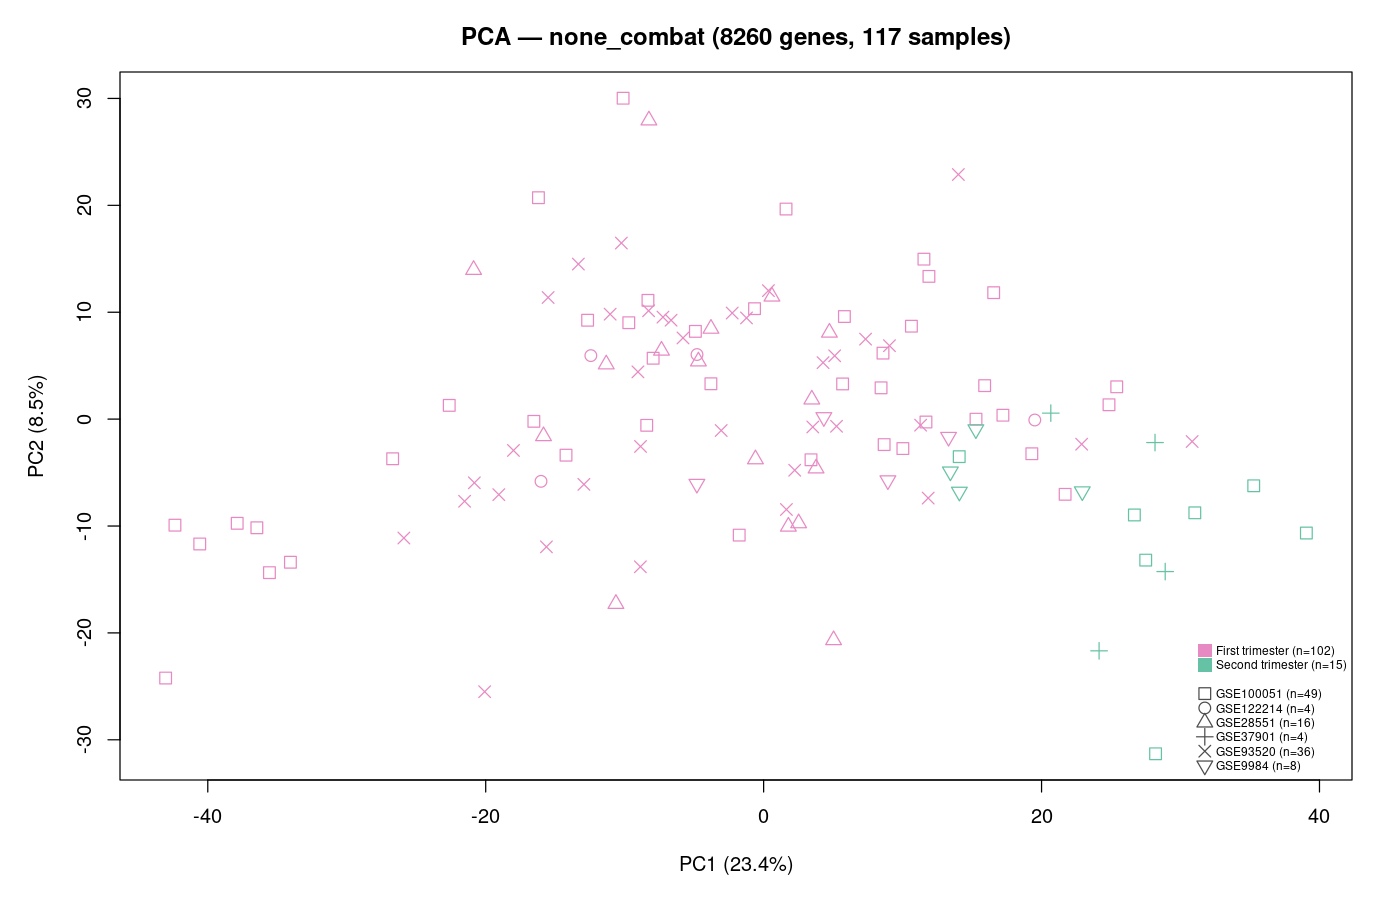 PCA — none_combat (8260 genes, 117 samples)
30
20
10
0
-10
-20
-30
PC2 (8.5%)
First trimester (n=102)
Second trimester (n=15)
GSE100051 (n=49)
GSE122214 (n=4)
GSE28551 (n=16)
GSE37901 (n=4)
GSE93520 (n=36)
GSE9984 (n=8)
-40
-20
0
20
40
PC1 (23.4%)